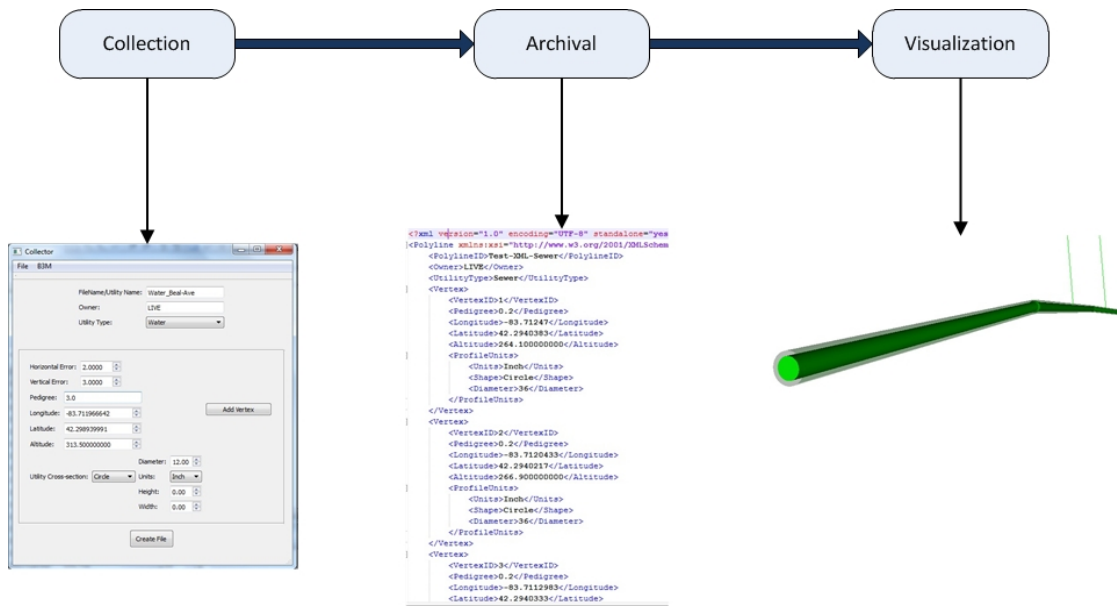 Collection
Archival
Visualization
Collector
File B3M
FileName/Utility Name: Water_Beal-Ave
Owner: LIVE
Utility Type: Water
Horizontal Error: 2.0000
Vertical Error: 3.0000
Pedigree: 3.0
Longitude: -83.711966642
Add Vertex
Latitude: 42.298939991
Altitude: 313.500000000
Diameter: 12.00
Utility Cross-section: Circle Units: Inch
Height: 0.00
Width: 0.00
Create File
<?xml version="1.0" encoding="UTF-8" standalone="yes
<Polyline xmlns:xsi="http://www.w3.org/2001/XMLSchem
<PolylineID>Test-XML-Sewer</PolylineID>
<Owner>LIVE</Owner>
<UtilityType>Sewer</UtilityType>
<Vertex>
<VertexID>1</VertexID>
<Pedigree>0.2</Pedigree>
<Longitude>-83.71247</Longitude>
<Latitude>42.2940383</Latitude>
<Altitude>264.100000000</Altitude>
<ProfileUnits>
<Units>Inch</Units>
<Shape>Circle</Shape>
<Diameter>36</Diameter>
</ProfileUnits>
</Vertex>
<Vertex>
<VertexID>2</VertexID>
<Pedigree>0.2</Pedigree>
<Longitude>-83.7120433</Longitude>
<Latitude>42.2940217</Latitude>
<Altitude>266.900000000</Altitude>
<ProfileUnits>
<Units>Inch</Units>
<Shape>Circle</Shape>
<Diameter>36</Diameter>
</ProfileUnits>
</Vertex>
<Vertex>
<VertexID>3</VertexID>
<Pedigree>0.2</Pedigree>
<Longitude>-83.7112983</Longitude>
<Latitude>42.2940333</Latitude>